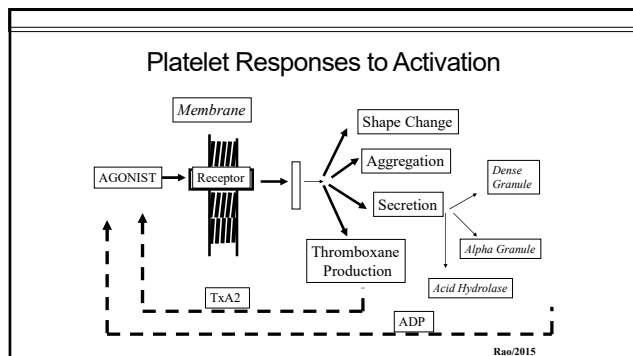 Platelet Responses to Activation
Membrane
Shape Change
Aggregation
AGONIST
Receptor
Secretion
Dense
Granule
Thromboxane
Production
Alpha Granule
Acid Hydrolase
TxA2
ADP
Rao/2015